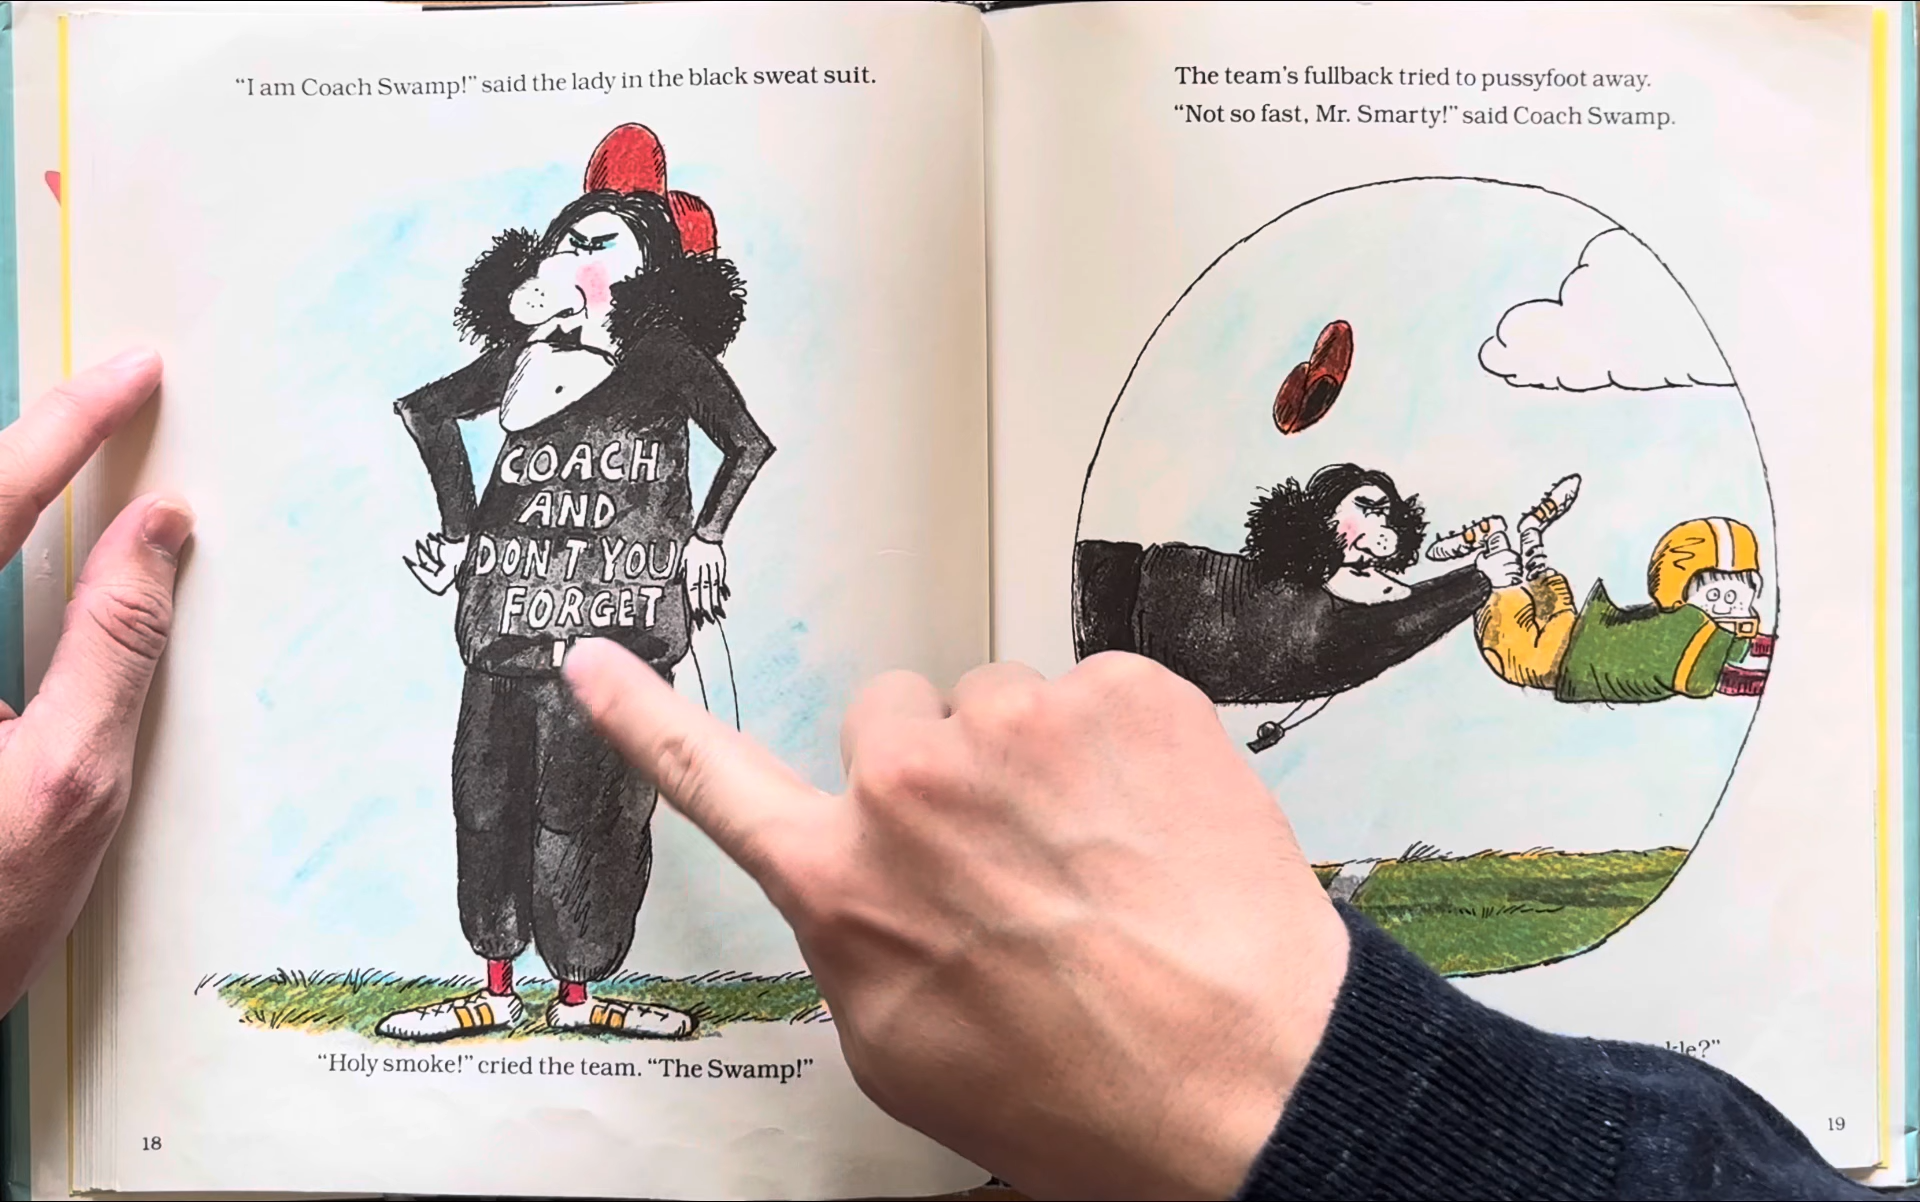 “I am Coach Swamp!” said the lady in the black sweat suit.
COACH
AND
DON'T YOU
FORGET
“Holy smoke!” cried the team. “The Swamp!”
18
The team’s fullback tried to pussyfoot away.
“Not so fast, Mr. Smarty!” said Coach Swamp.
19